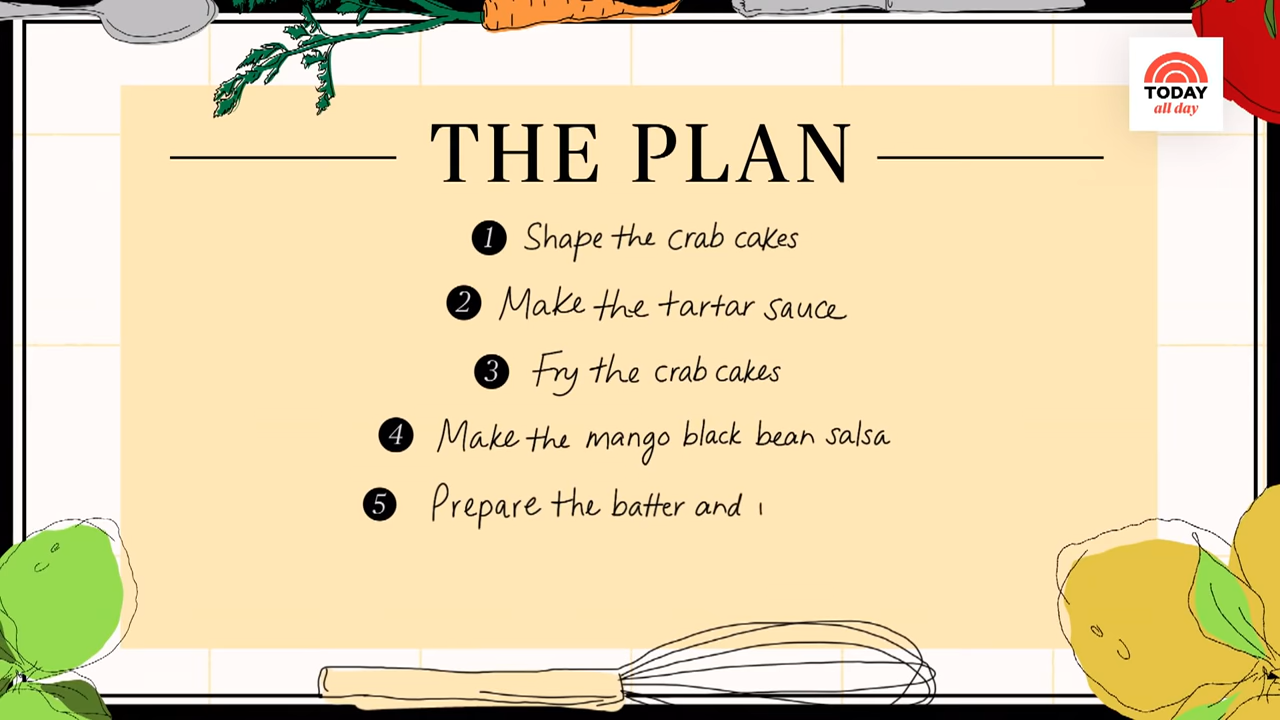 TODAY
all day
THE PLAN
1 Shape the crab cakes
2 Make the tartar sauce
3 Fry the crab cakes
4 Make the mango black bean salsa
5 Prepare the batter and